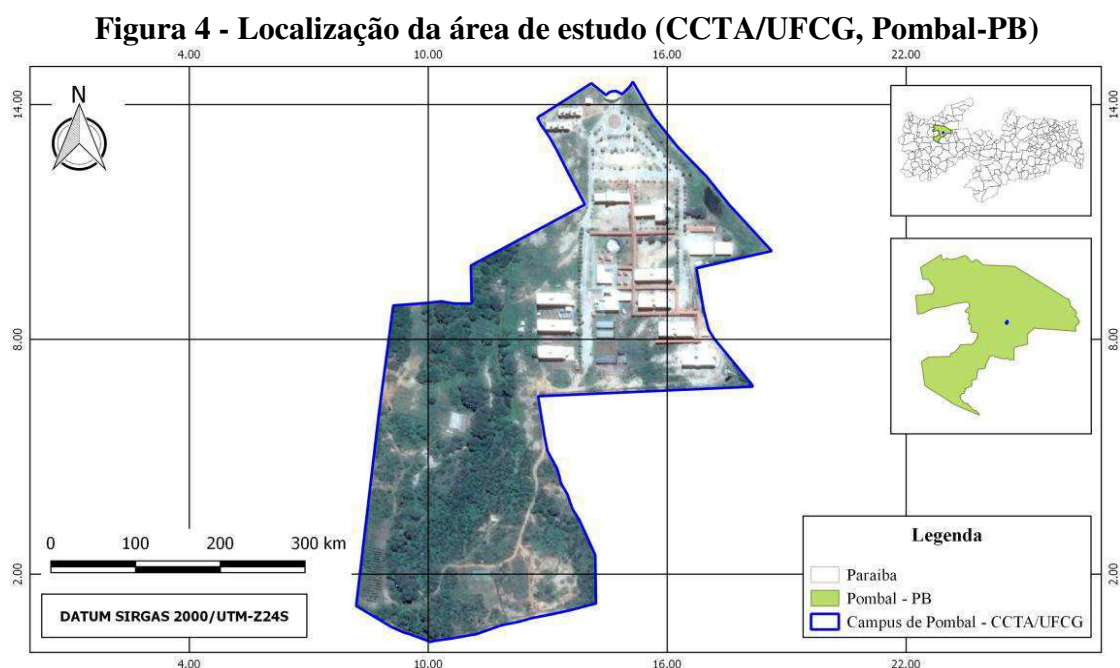 Figura 4 - Localização da área de estudo (CCTA/UFCG, Pombal-PB)
4.00 10.00 16.00 22.00
14.00 14.00
N
8.00 8.00
0 100 200 300 km
DATUM SIRGAS 2000/UTM-Z24S
2.00 2.00
Legenda
Paraiba
Pombal - PB
Campus de Pombal - CCTA/UFCG
4.00 10.00 16.00 22.00